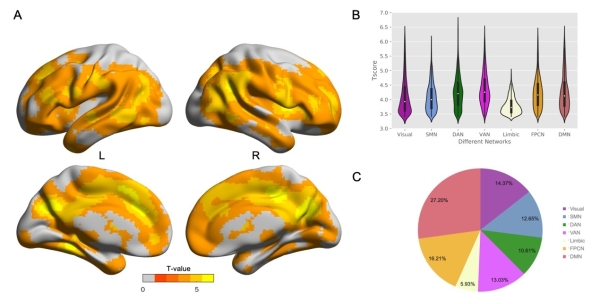 A
L R
T-value
0 5
B
Tscore
7.0
6.5
6.0
5.5
5.0
4.5
4.0
3.5
3.0
Visual SMN DAN VAN Limbic FPCN DMN
Different Networks
C
14.37%
12.65%
10.61%
13.03%
5.93%
16.21%
27.20%
Visual
SMN
DAN
VAN
Limbic
FPCN
DMN